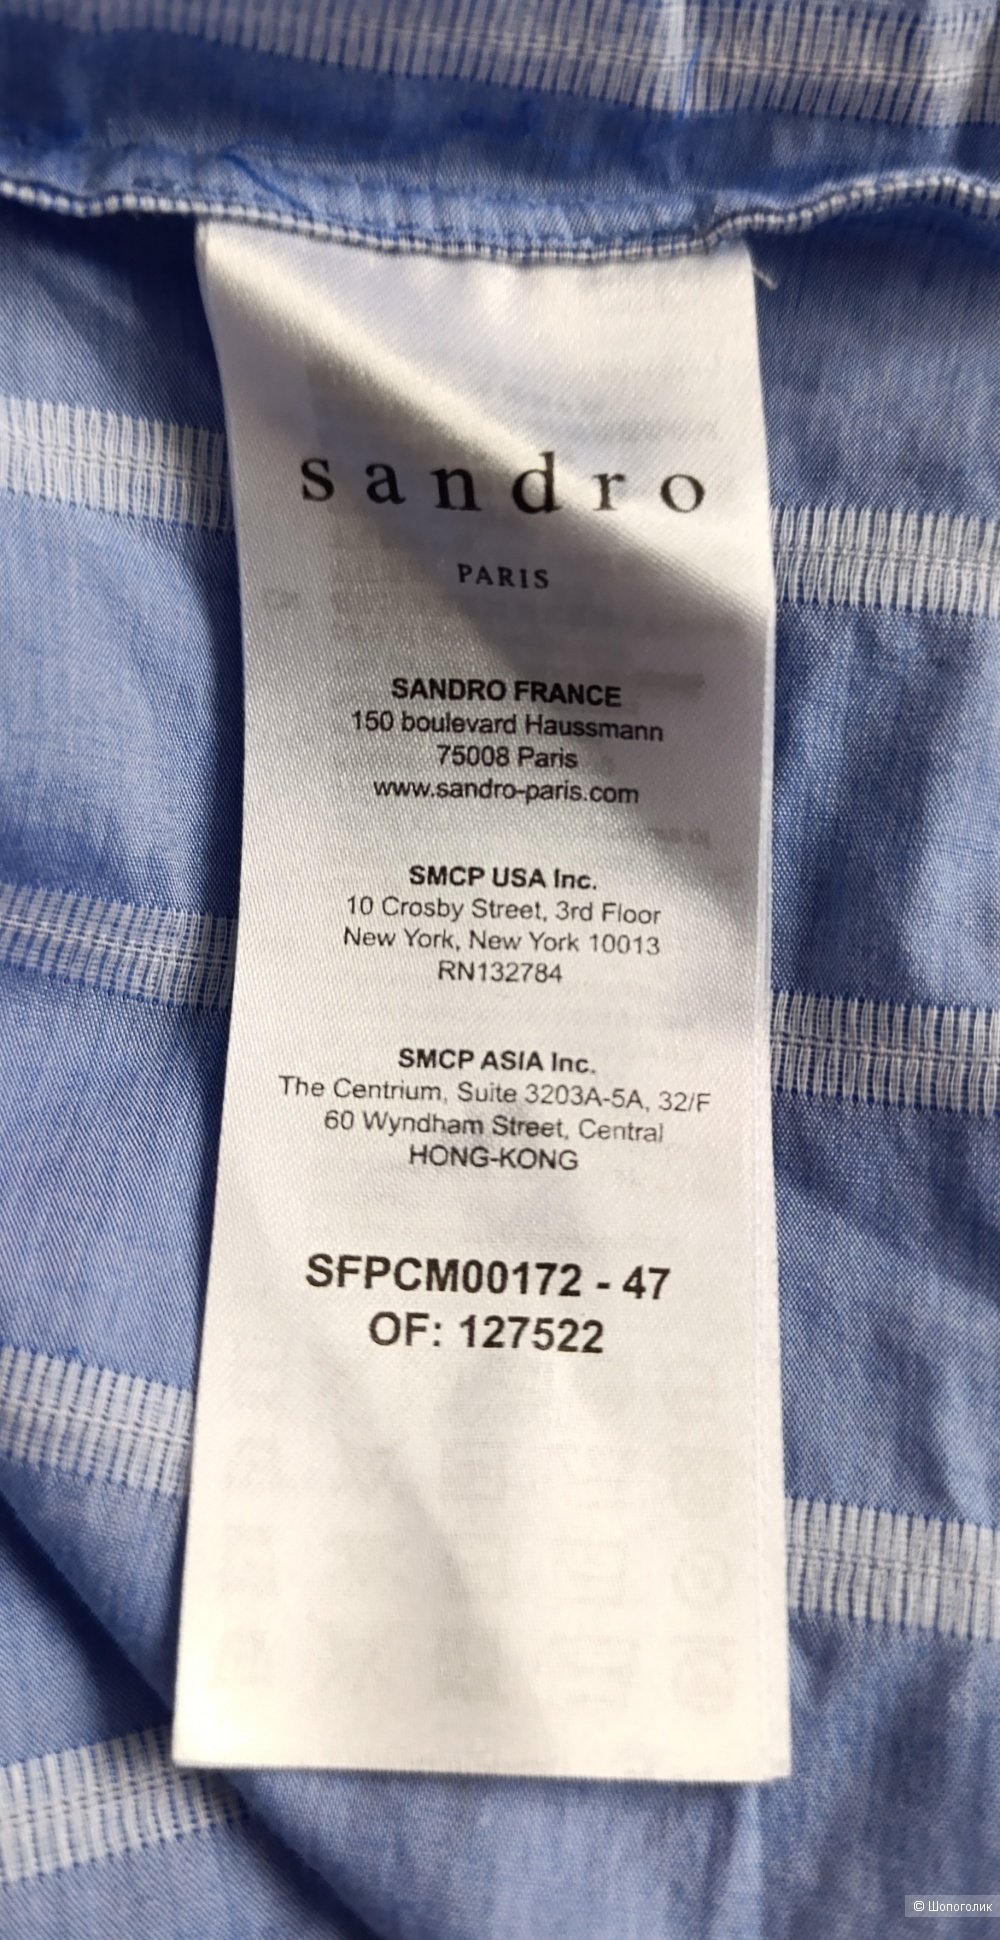 sandro
PARIS
SANDRO FRANCE
150 boulevard Haussmann
75008 Paris
www.sandro-paris.com
SMCP USA Inc.
10 Crosby Street, 3rd Floor
New York, New York 10013
RN132784
SMCP ASIA Inc.
The Centrium, Suite 3203A-5A, 32/F
60 Wyndham Street, Central
HONG-KONG
SFPCM00172 - 47
OF: 127522
© Шопоголик